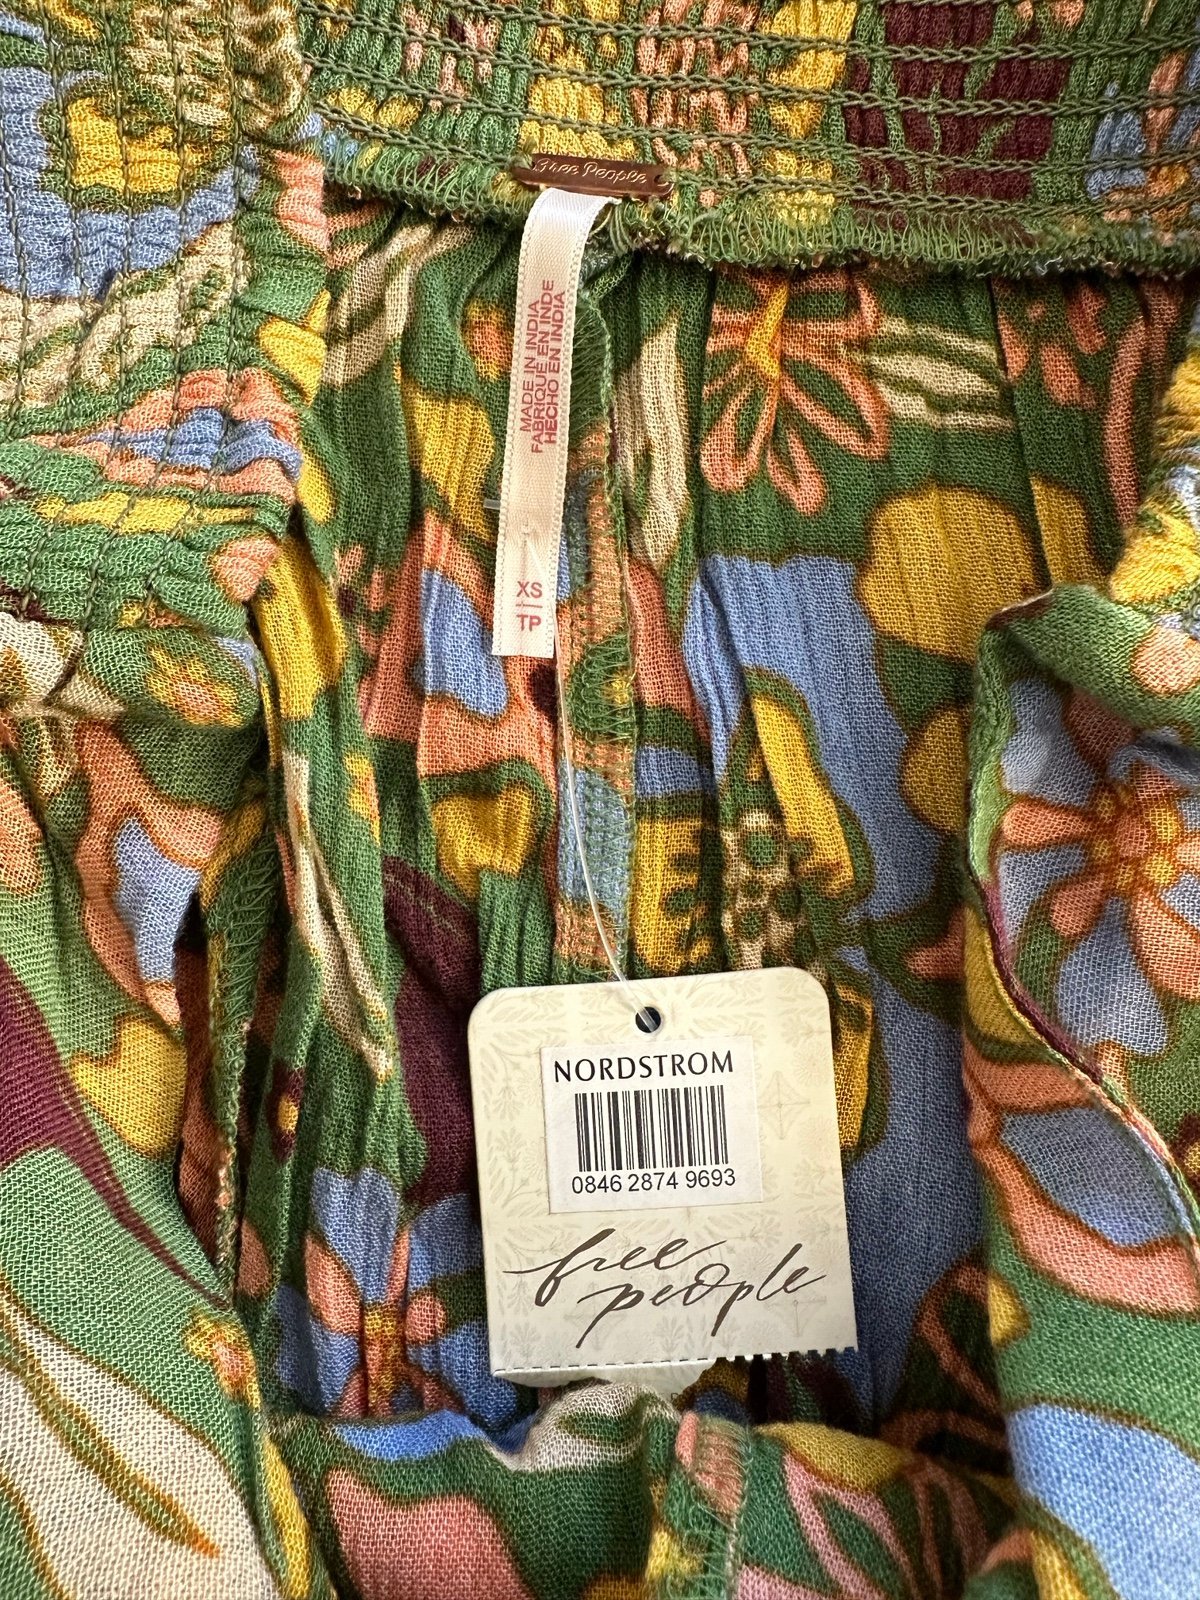 Free People
MADE IN INDIA
FABRIQUÉ EN INDE
HECHO EN INDIA
XS
TP
NORDSTROM
0846 2874 9693
free
people